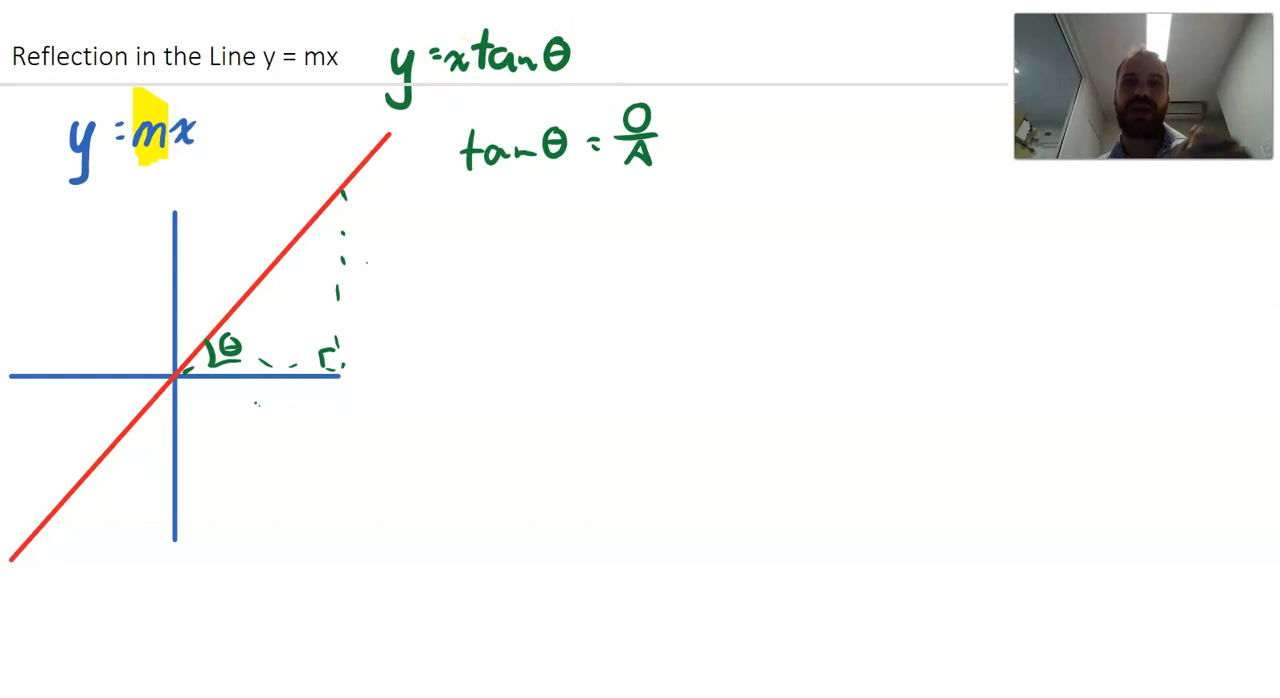 Reflection in the Line y = mx
y = x tan θ
y = mx
tan θ = O/A
θ